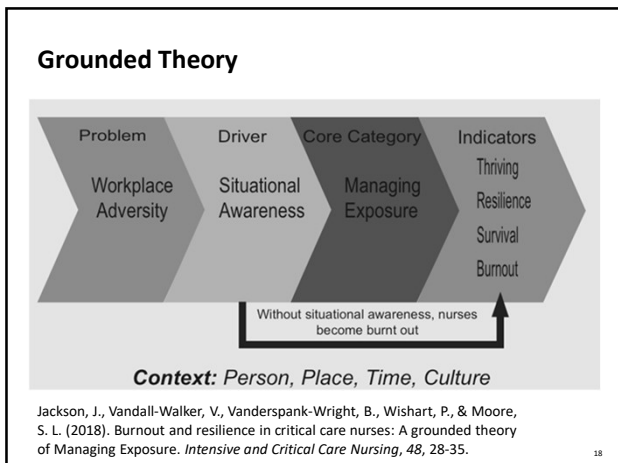 Grounded Theory
Problem
Workplace
Adversity
Driver
Situational
Awareness
Core Category
Managing
Exposure
Indicators
Thriving
Resilience
Survival
Burnout
Without situational awareness, nurses
become burnt out
Context: Person, Place, Time, Culture
Jackson, J., Vandall-Walker, V., Vanderspank-Wright, B., Wishart, P., & Moore,
S. L. (2018). Burnout and resilience in critical care nurses: A grounded theory
of Managing Exposure. Intensive and Critical Care Nursing, 48, 28-35.
18